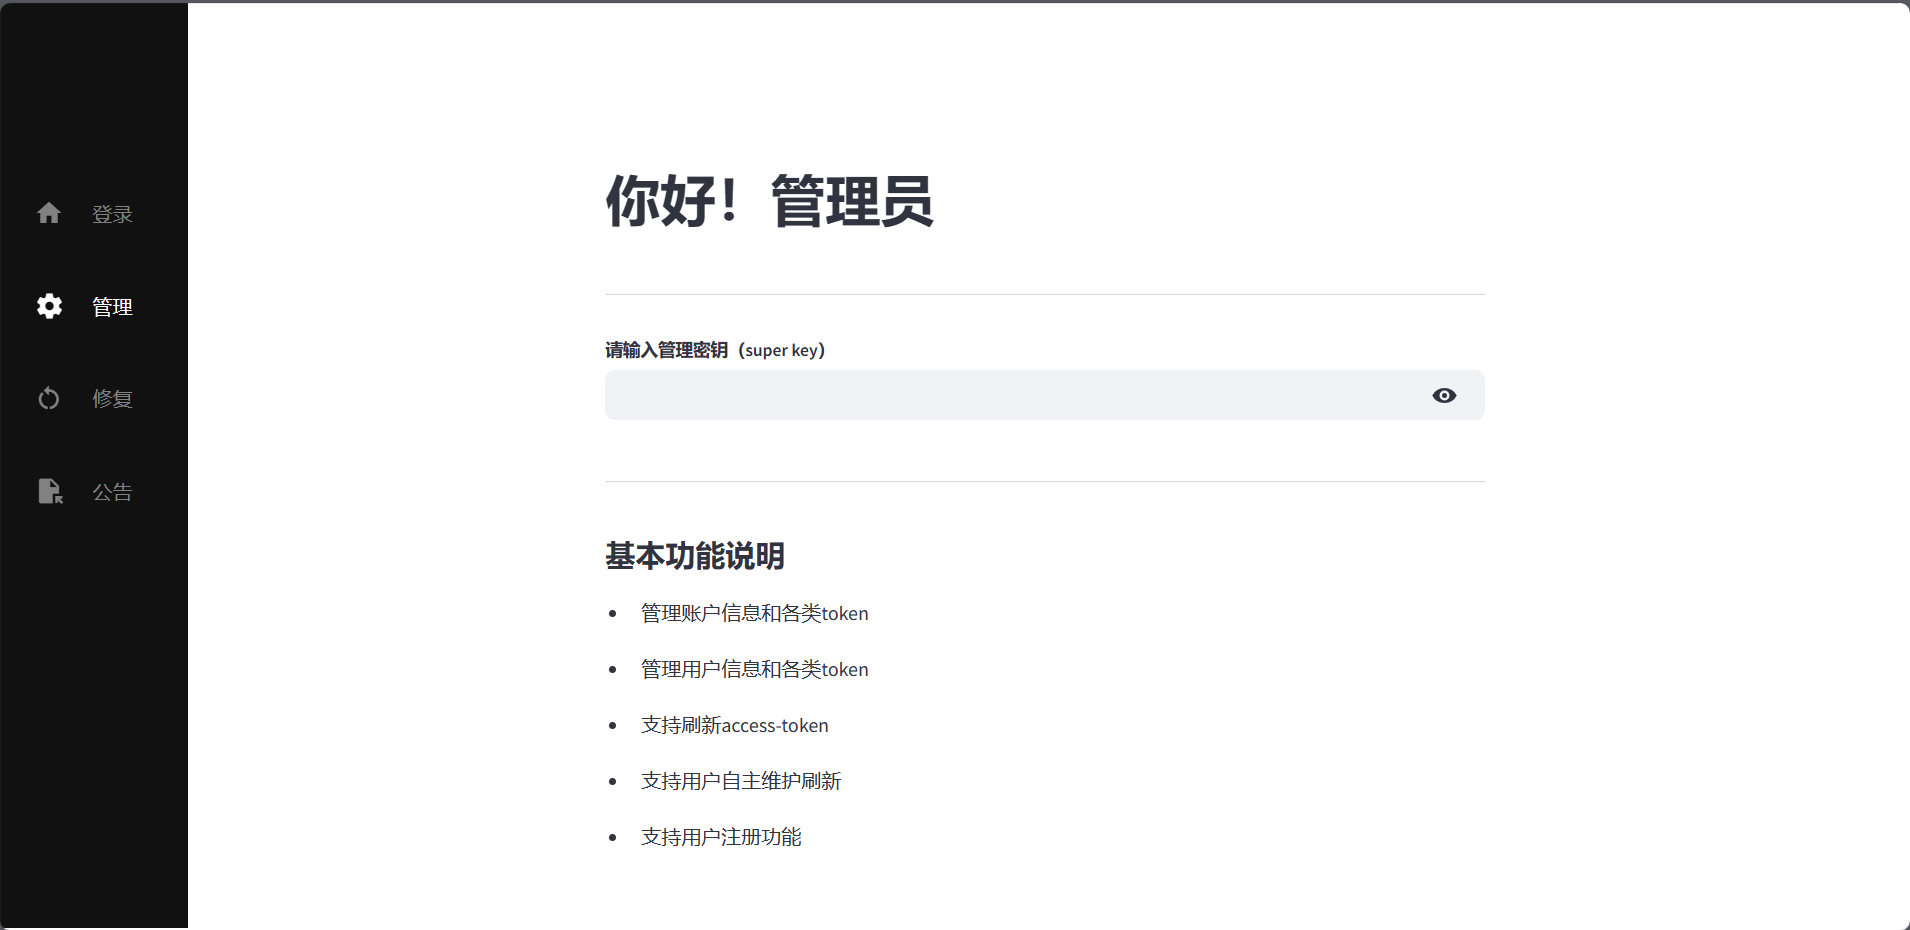 登录
管理
修复
公告
你好！管理员
请输入管理密钥（super key）
基本功能说明
管理账户信息和各类token
管理用户信息和各类token
支持刷新access-token
支持用户自主维护刷新
支持用户注册功能